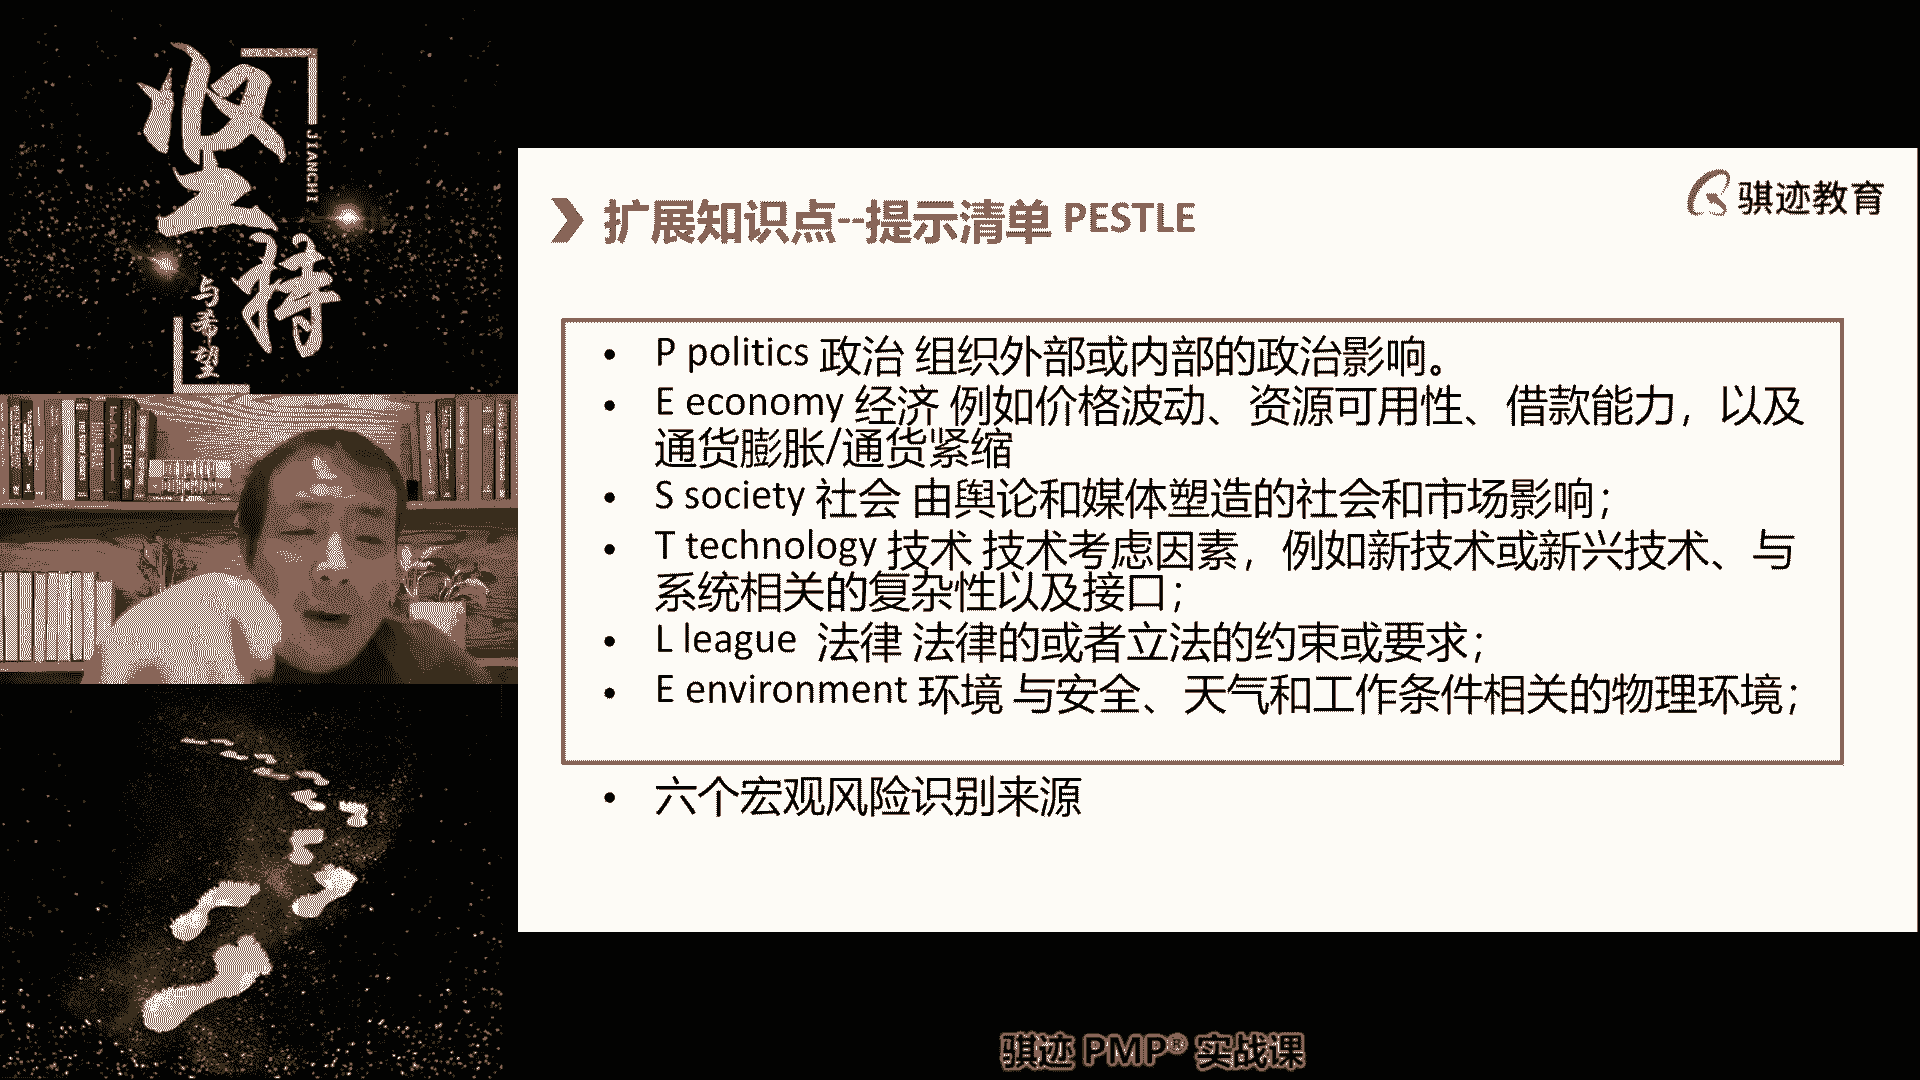 坚持
JIANCHI
与希望
骐迹教育
扩展知识点--提示清单 PESTLE
• P politics 政治 组织外部或内部的政治影响。
• E economy 经济 例如价格波动、资源可用性、借款能力，以及
通货膨胀/通货紧缩
• S society 社会 由舆论和媒体塑造的社会和市场影响；
• T technology 技术 技术考虑因素，例如新技术或新兴技术、与
系统相关的复杂性以及接口；
• L league 法律 法律的或者立法的约束或要求；
• E environment 环境 与安全、天气和工作条件相关的物理环境；
• 六个宏观风险识别来源
骐迹 PMP® 实战课